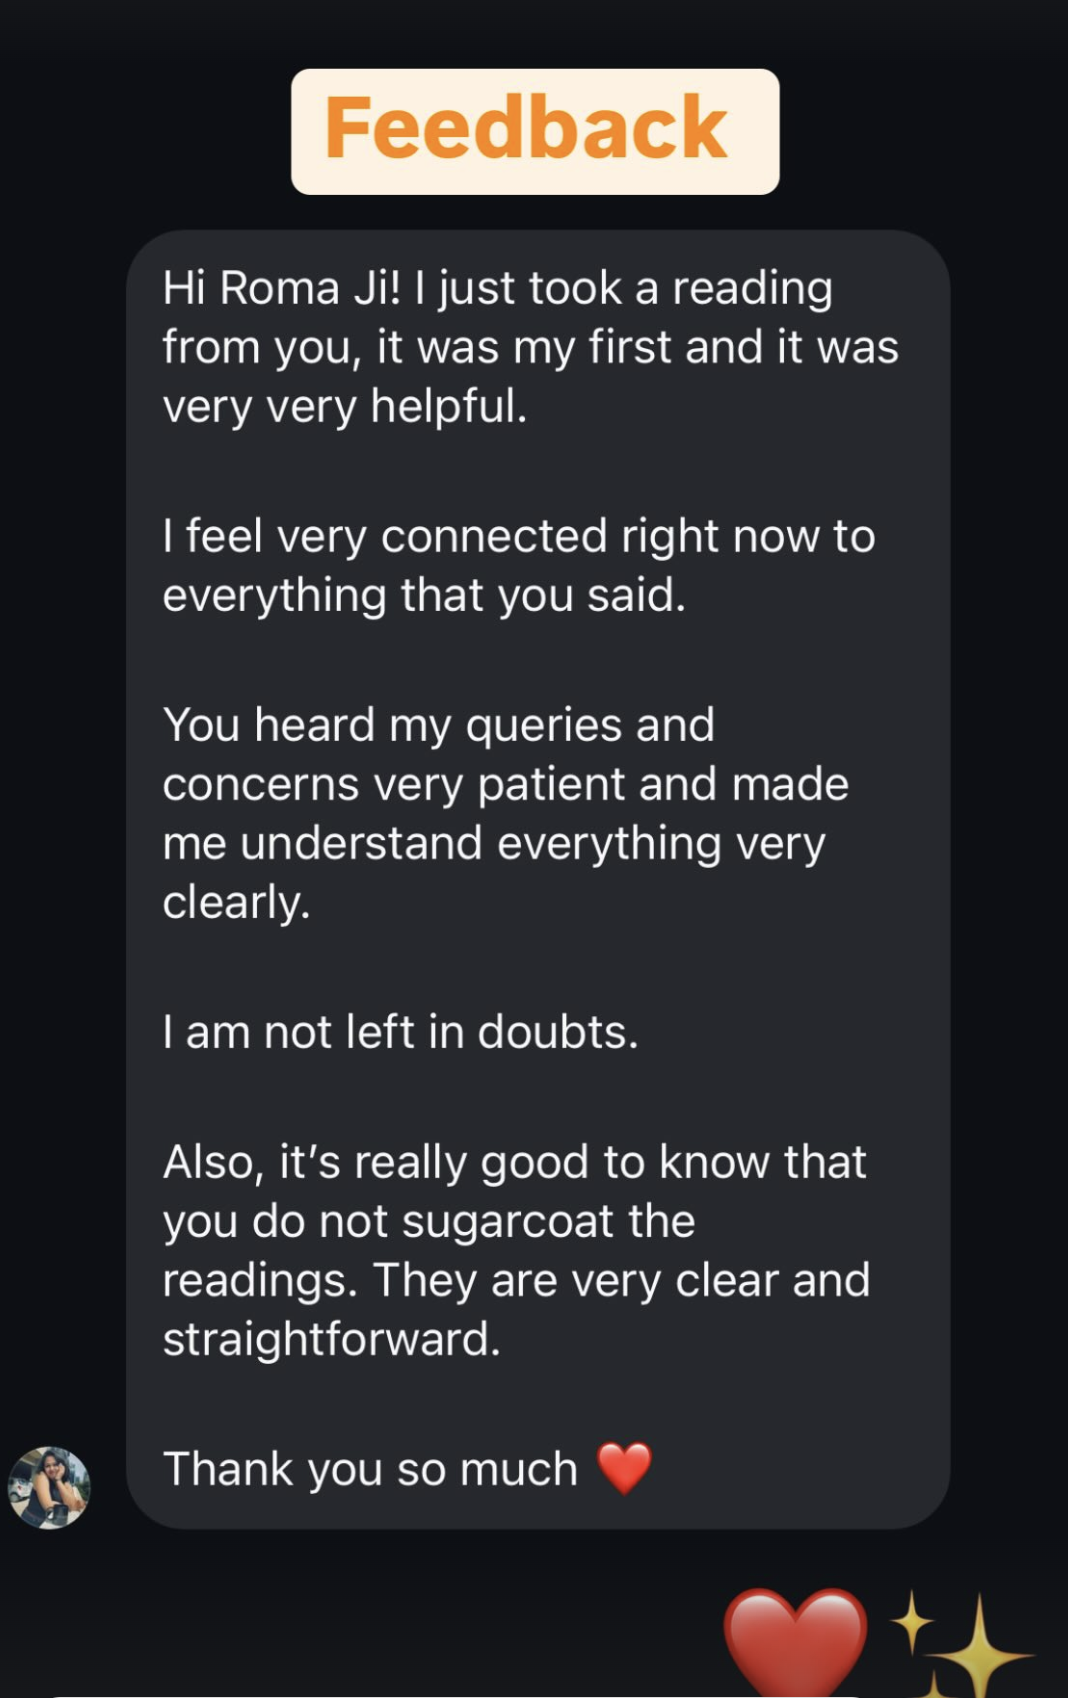 Feedback
Hi Roma Ji! I just took a reading
from you, it was my first and it was
very very helpful.
I feel very connected right now to
everything that you said.
You heard my queries and
concerns very patient and made
me understand everything very
clearly.
I am not left in doubts.
Also, it’s really good to know that
you do not sugarcoat the
readings. They are very clear and
straightforward.
Thank you so much ❤️
❤️✨